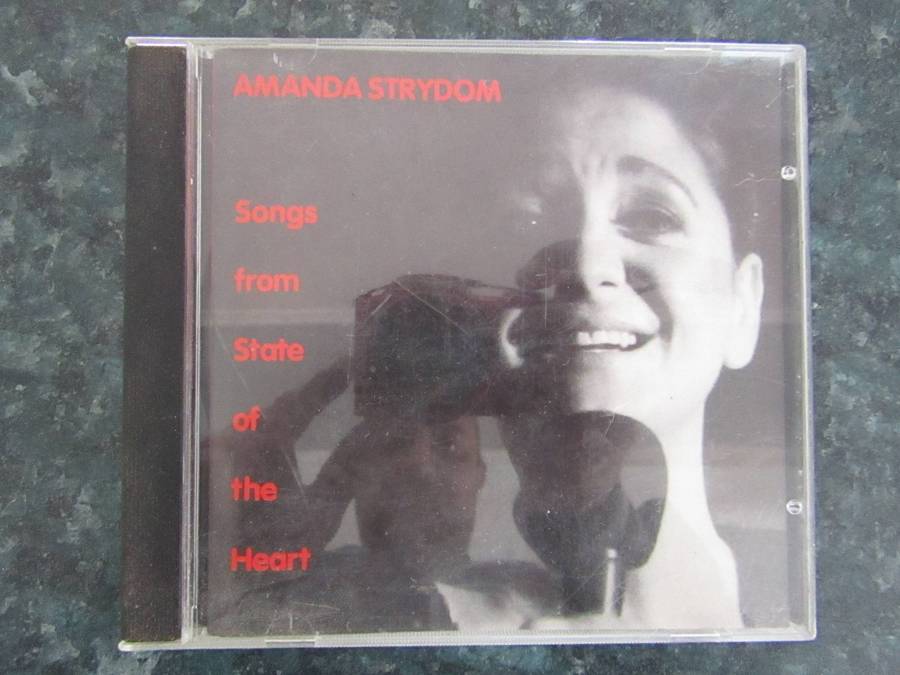 AMANDA STRYDOM
Songs
from
State
of
the
Heart